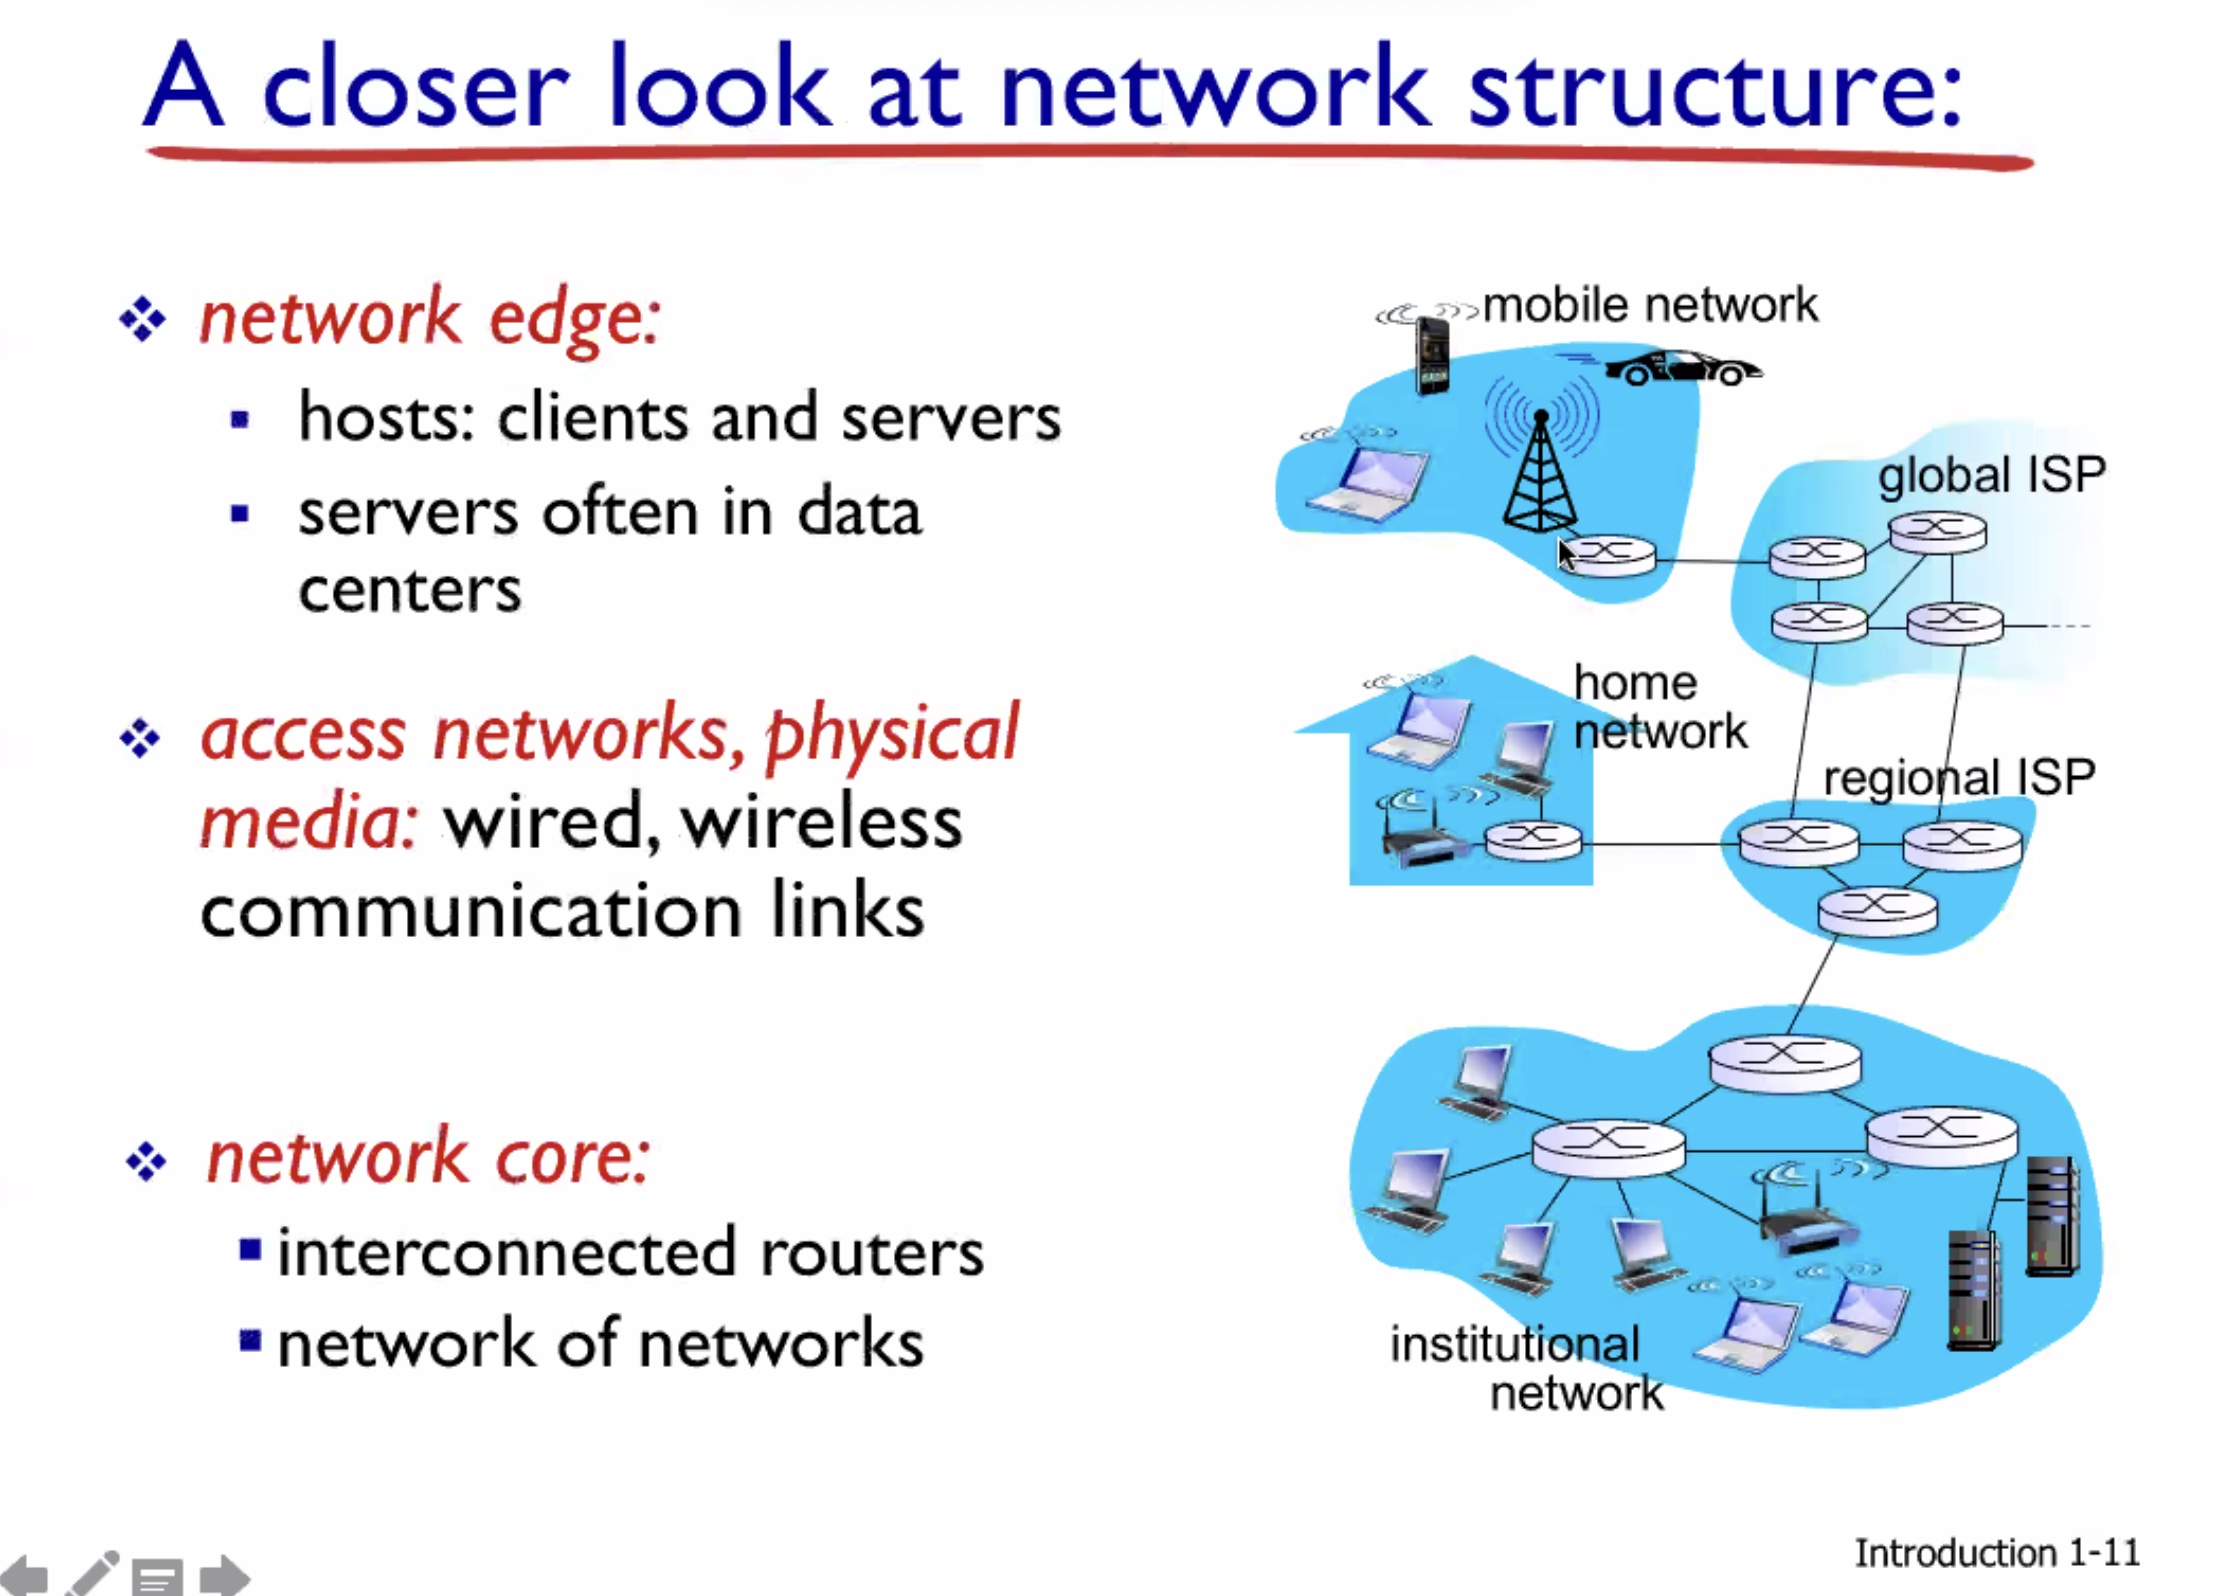 A closer look at network structure:
network edge:
hosts: clients and servers
servers often in data
centers
access networks, physical
media: wired, wireless
communication links
network core:
interconnected routers
network of networks
mobile network
global ISP
home
network
regional ISP
institutional
network
Introduction 1-11